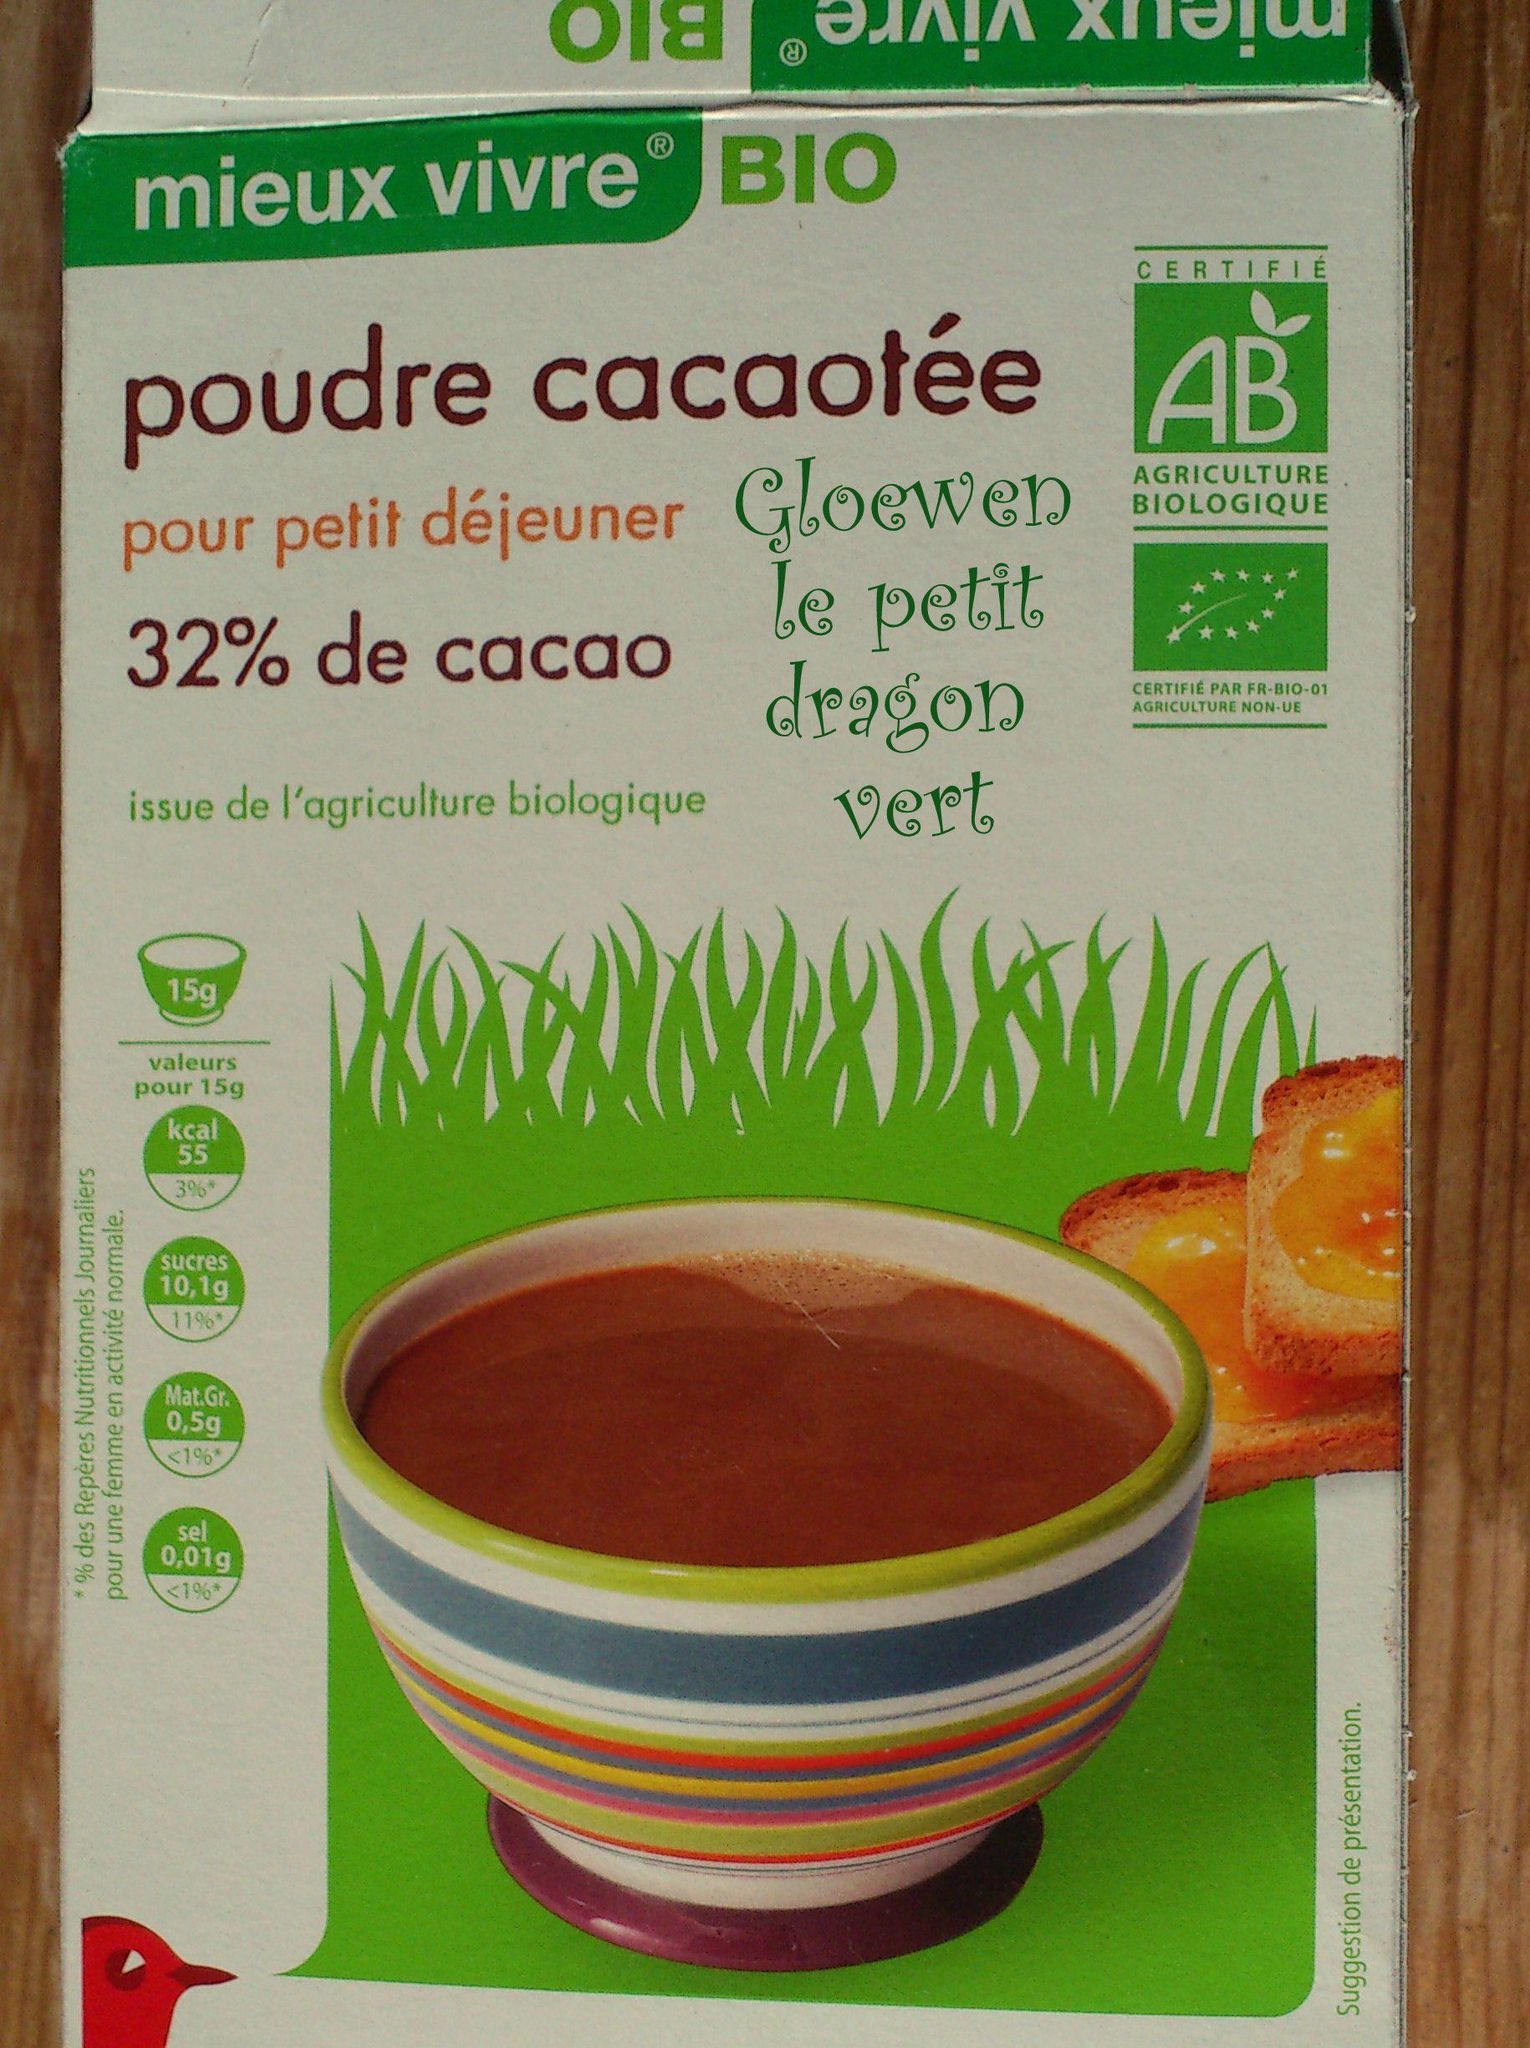 mieux vivre® BIO
mieux vivre® BIO
CERTIFIÉ
AB
AGRICULTURE
BIOLOGIQUE
CERTIFIÉ PAR FR-BIO-01
AGRICULTURE NON-UE
poudre cacaotée
pour petit déjeuner
32% de cacao
issue de l'agriculture biologique
Gloewen
le petit
dragon
vert
15g
valeurs
pour 15g
kcal
55
3%*
sucres
10,1g
11%*
Mat.Gr.
0,5g
<1%*
sel
0,01g
<1%*
* % des Repères Nutritionnels Journaliers
pour une femme en activité normale.
Suggestion de présentation.